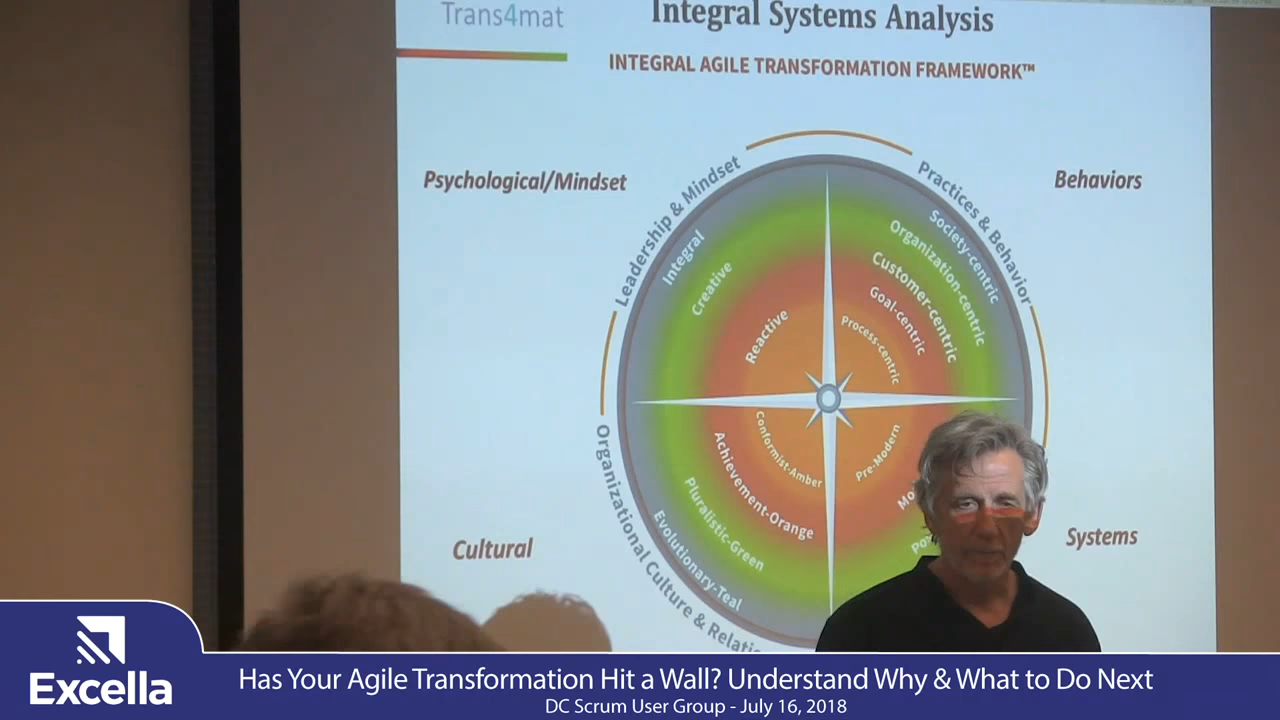 Trans4mat
Integral Systems Analysis
INTEGRAL AGILE TRANSFORMATION FRAMEWORK™
Psychological/Mindset
Behaviors
Leadership & Mindset
Practices & Behavior
Integral
Creative
Reactive
Society-centric
Organization-centric
Customer-centric
Goal-centric
Process-centric
Conformist-Amber
Achievement-Orange
Pluralistic-Green
Evolutionary-Teal
Pre-Modern
Organizational Culture &
Cultural
Systems
Excella
Has Your Agile Transformation Hit a Wall? Understand Why & What to Do Next
DC Scrum User Group - July 16, 2018